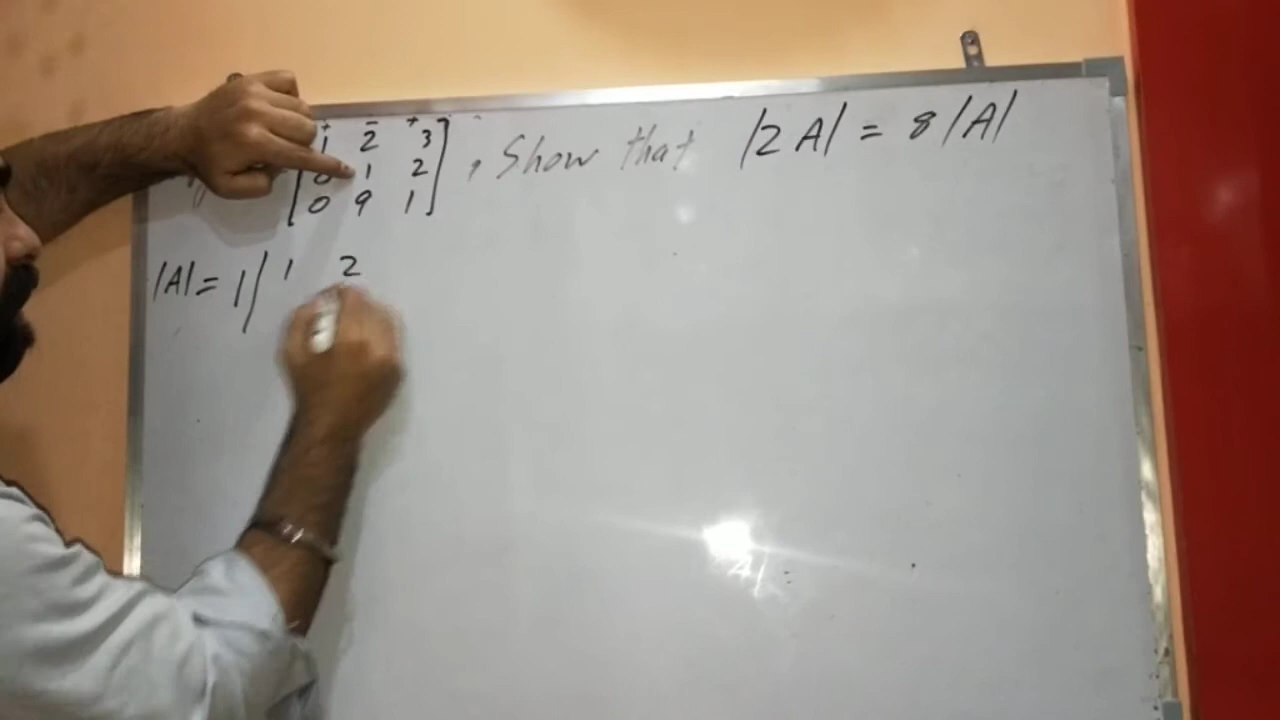 + - +
1 2 3
0 1 2 , Show that |2A| = 8|A|
0 9 1
|A| = 1 | 1 2